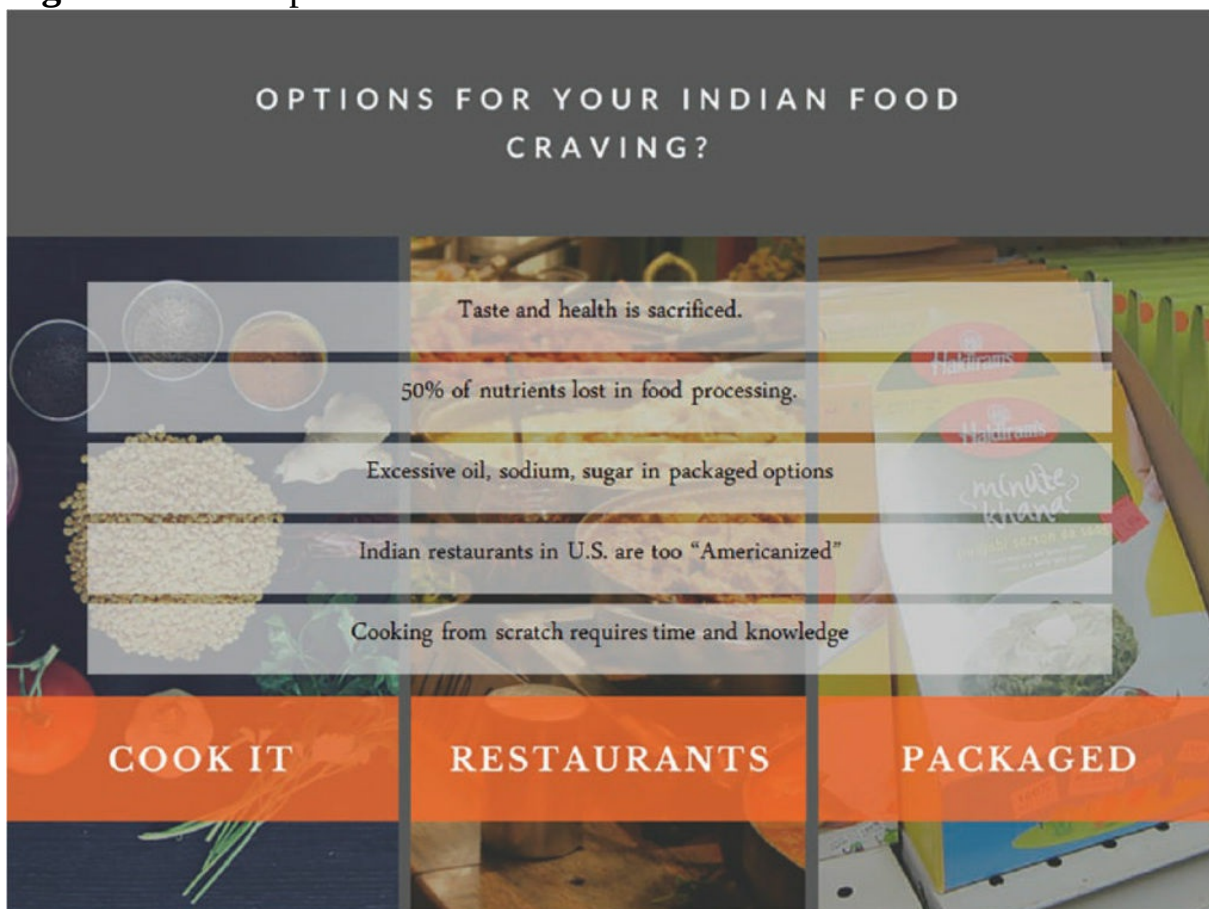 OPTIONS FOR YOUR INDIAN FOOD
CRAVING?
Taste and health is sacrificed.
50% of nutrients lost in food processing.
Excessive oil, sodium, sugar in packaged options
Indian restaurants in U.S. are too “Americanized”
Cooking from scratch requires time and knowledge
Haldiram's
Haldiram's
minute
khana
COOK IT
RESTAURANTS
PACKAGED